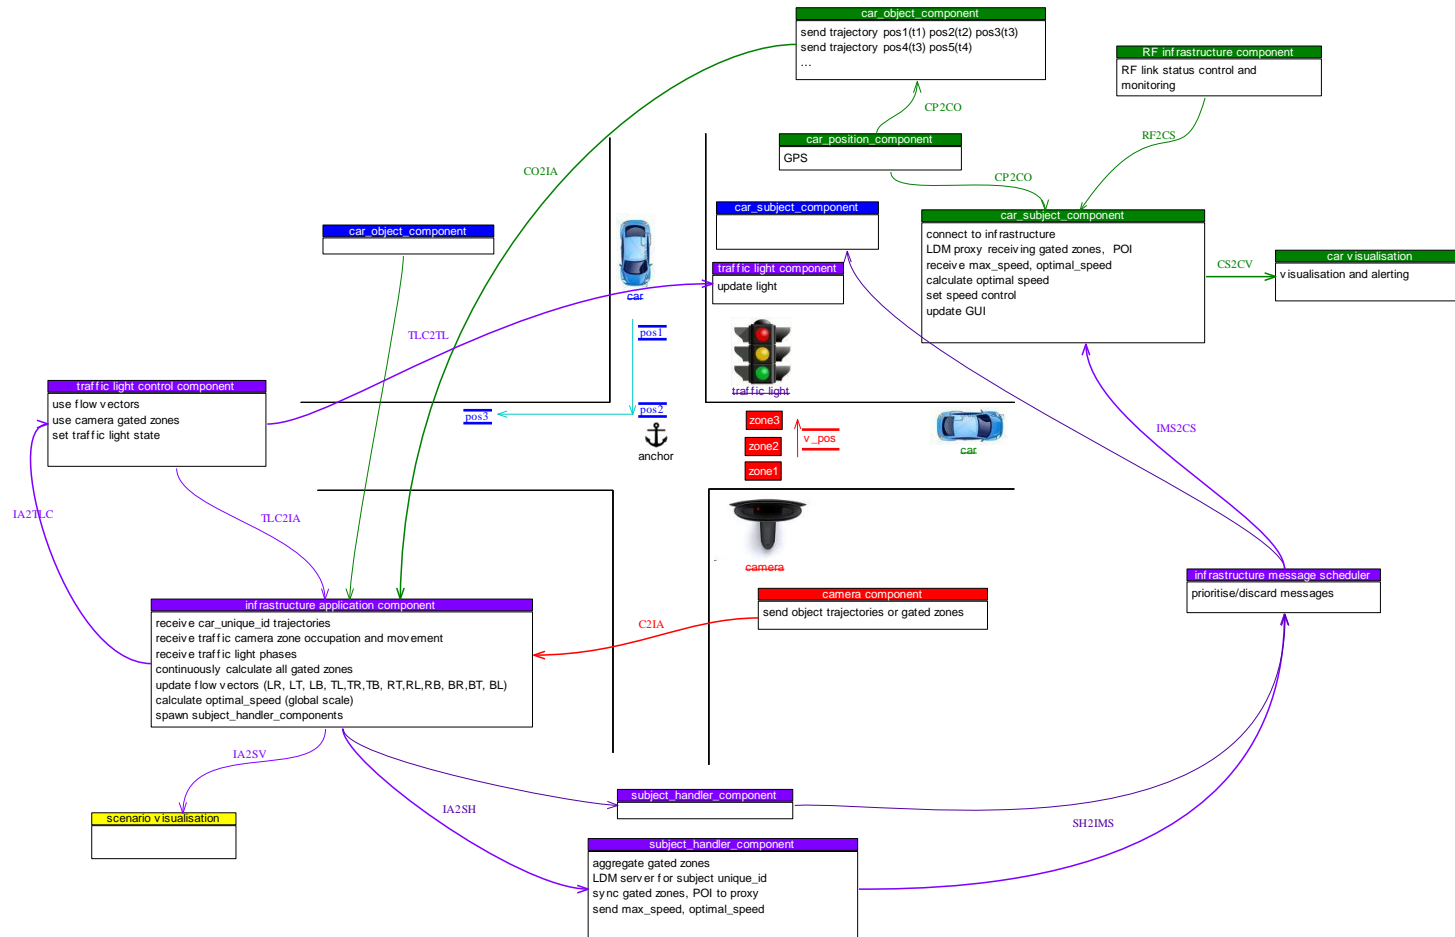 car_object_component
send trajectory pos1(t1) pos2(t2) pos3(t3)
send trajectory pos4(t3) pos5(t4)
...
RF infrastructure component
RF link status control and
monitoring
CP2CO
RF2CS
car_position_component
GPS
CO2IA
CP2CO
car_object_component
car_subject_component
car_subject_component
connect to infrastructure
LDM proxy receiving gated zones, POI
receive max_speed, optimal_speed
calculate optimal speed
set speed control
update GUI
CS2CV
car visualisation
visualisation and alerting
traffic light component
update light
car
pos1
TLC2TL
traffic light
traffic light control component
use flow vectors
use camera gated zones
set traffic light state
pos3
pos2
anchor
zone3
zone2
zone1
v_pos
car
IMS2CS
IA2TLC
TLC2IA
camera
infrastructure message scheduler
prioritise/discard messages
infrastructure application component
receive car_unique_id trajectories
receive traffic camera zone occupation and movement
receive traffic light phases
continuously calculate all gated zones
update flow vectors (LR, LT, LB, TL,TR,TB, RT,RL,RB, BR,BT, BL)
calculate optimal_speed (global scale)
spawn subject_handler_components
C2IA
camera component
send object trajectories or gated zones
IA2SV
scenario visualisation
IA2SH
subject_handler_component
SH2IMS
subject_handler_component
aggregate gated zones
LDM server for subject unique_id
sync gated zones, POI to proxy
send max_speed, optimal_speed